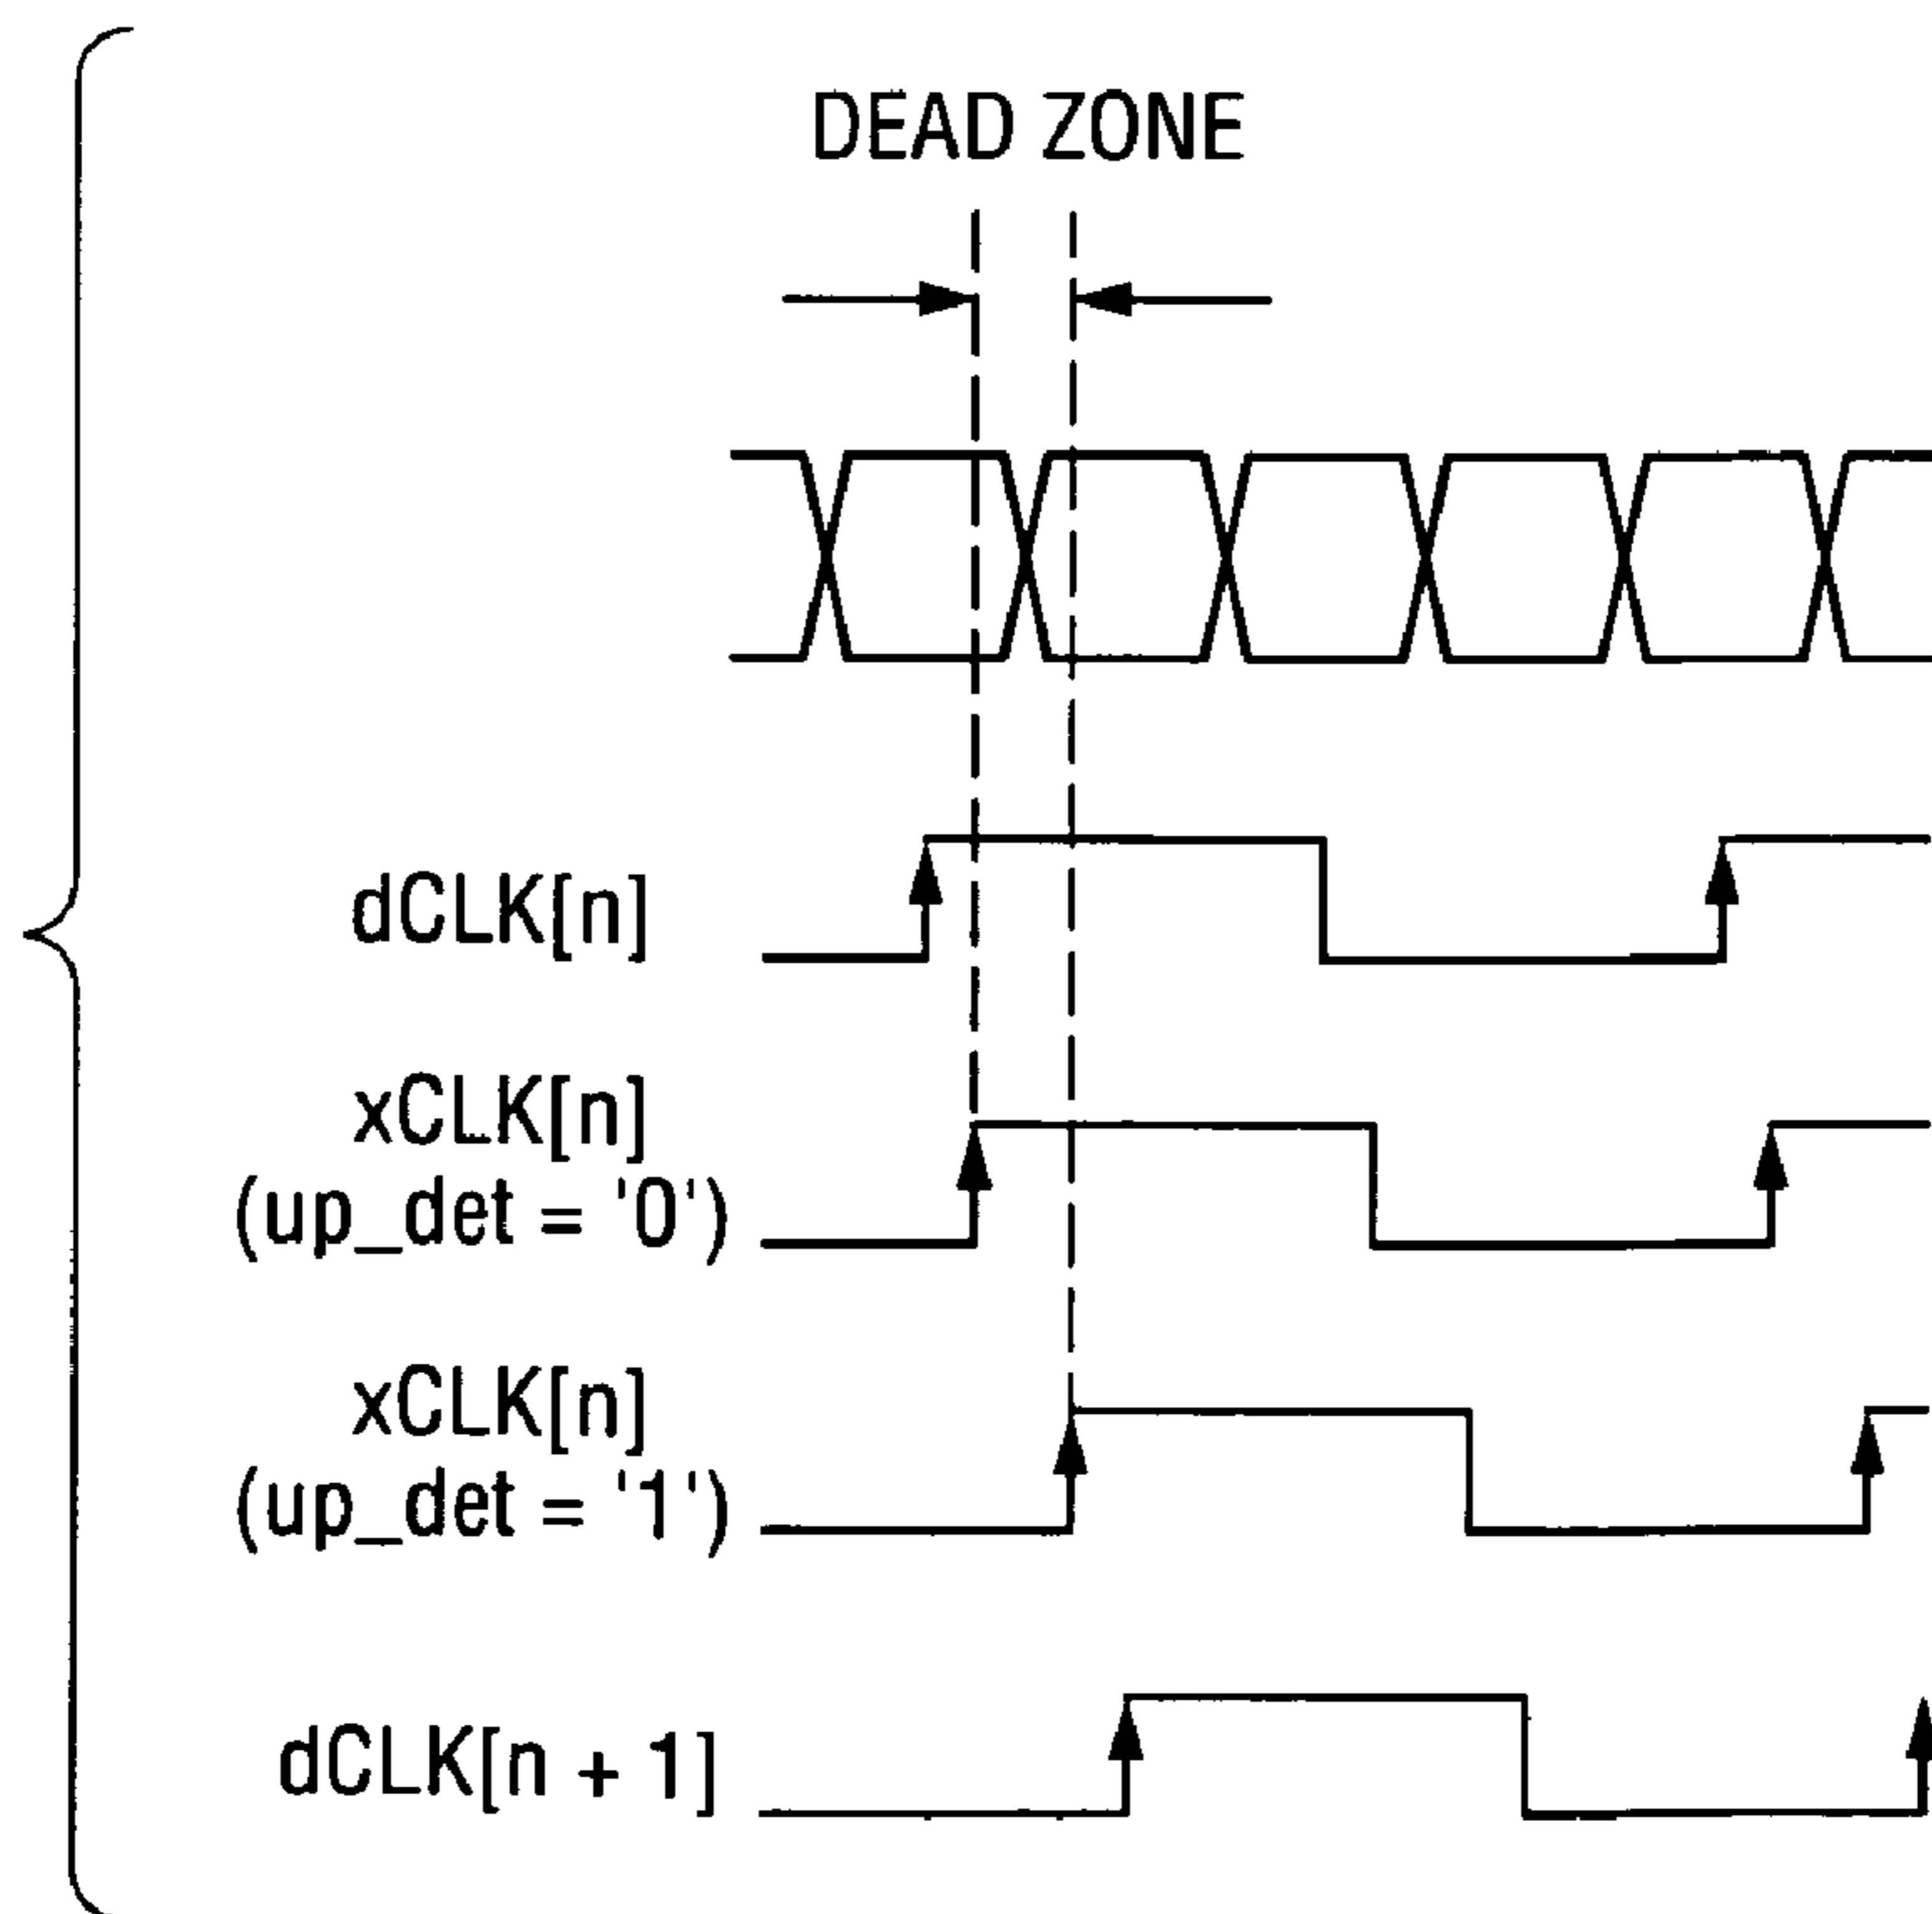 DEAD ZONE
dCLK[n]
xCLK[n]
(up_det = '0')
xCLK[n]
(up_det = '1')
dCLK[n + 1]